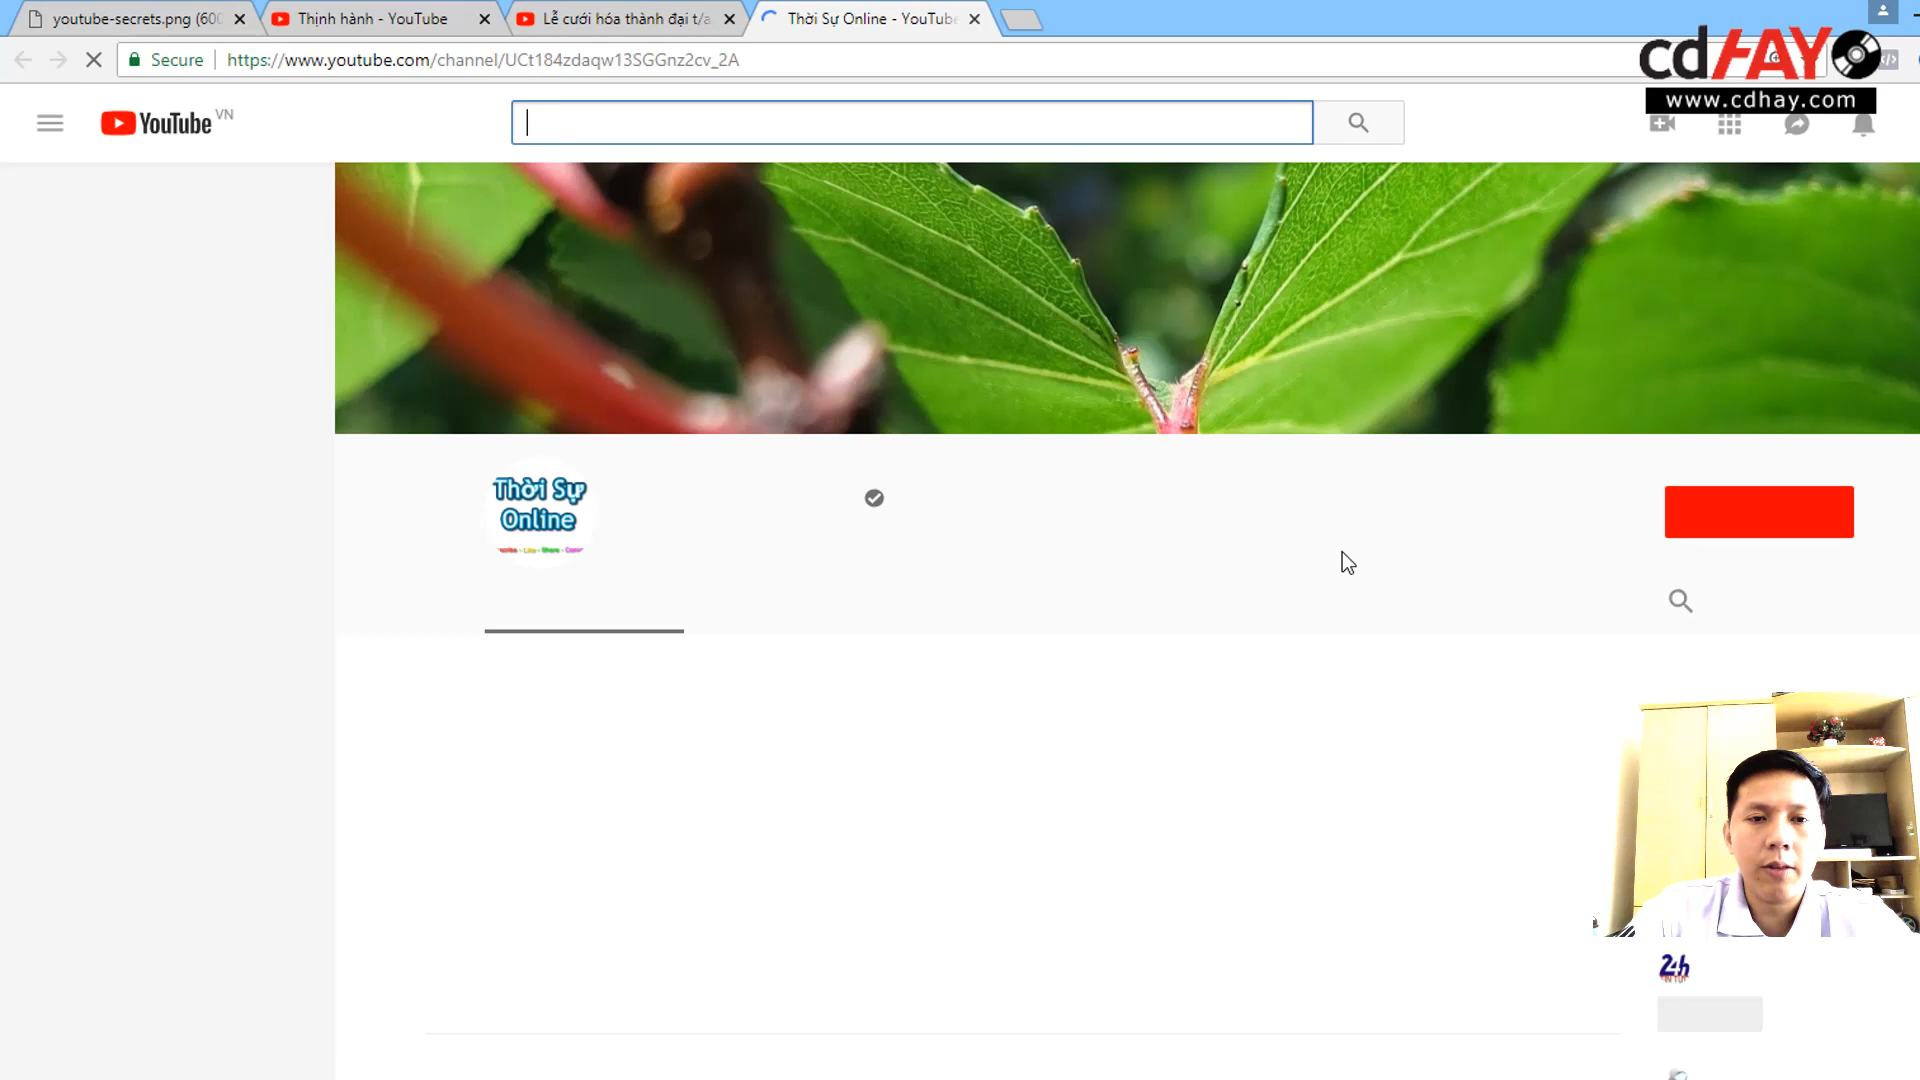 youtube-secrets.png (600
Thịnh hành - YouTube
Lễ cưới hóa thành đại t/a
Thời Sự Online - YouTube
Secure
https://www.youtube.com/channel/UCt184zdaqw13SGGnz2cv_2A
cdHAY
www.cdhay.com
YouTube VN
Thời Sự
Online
24h